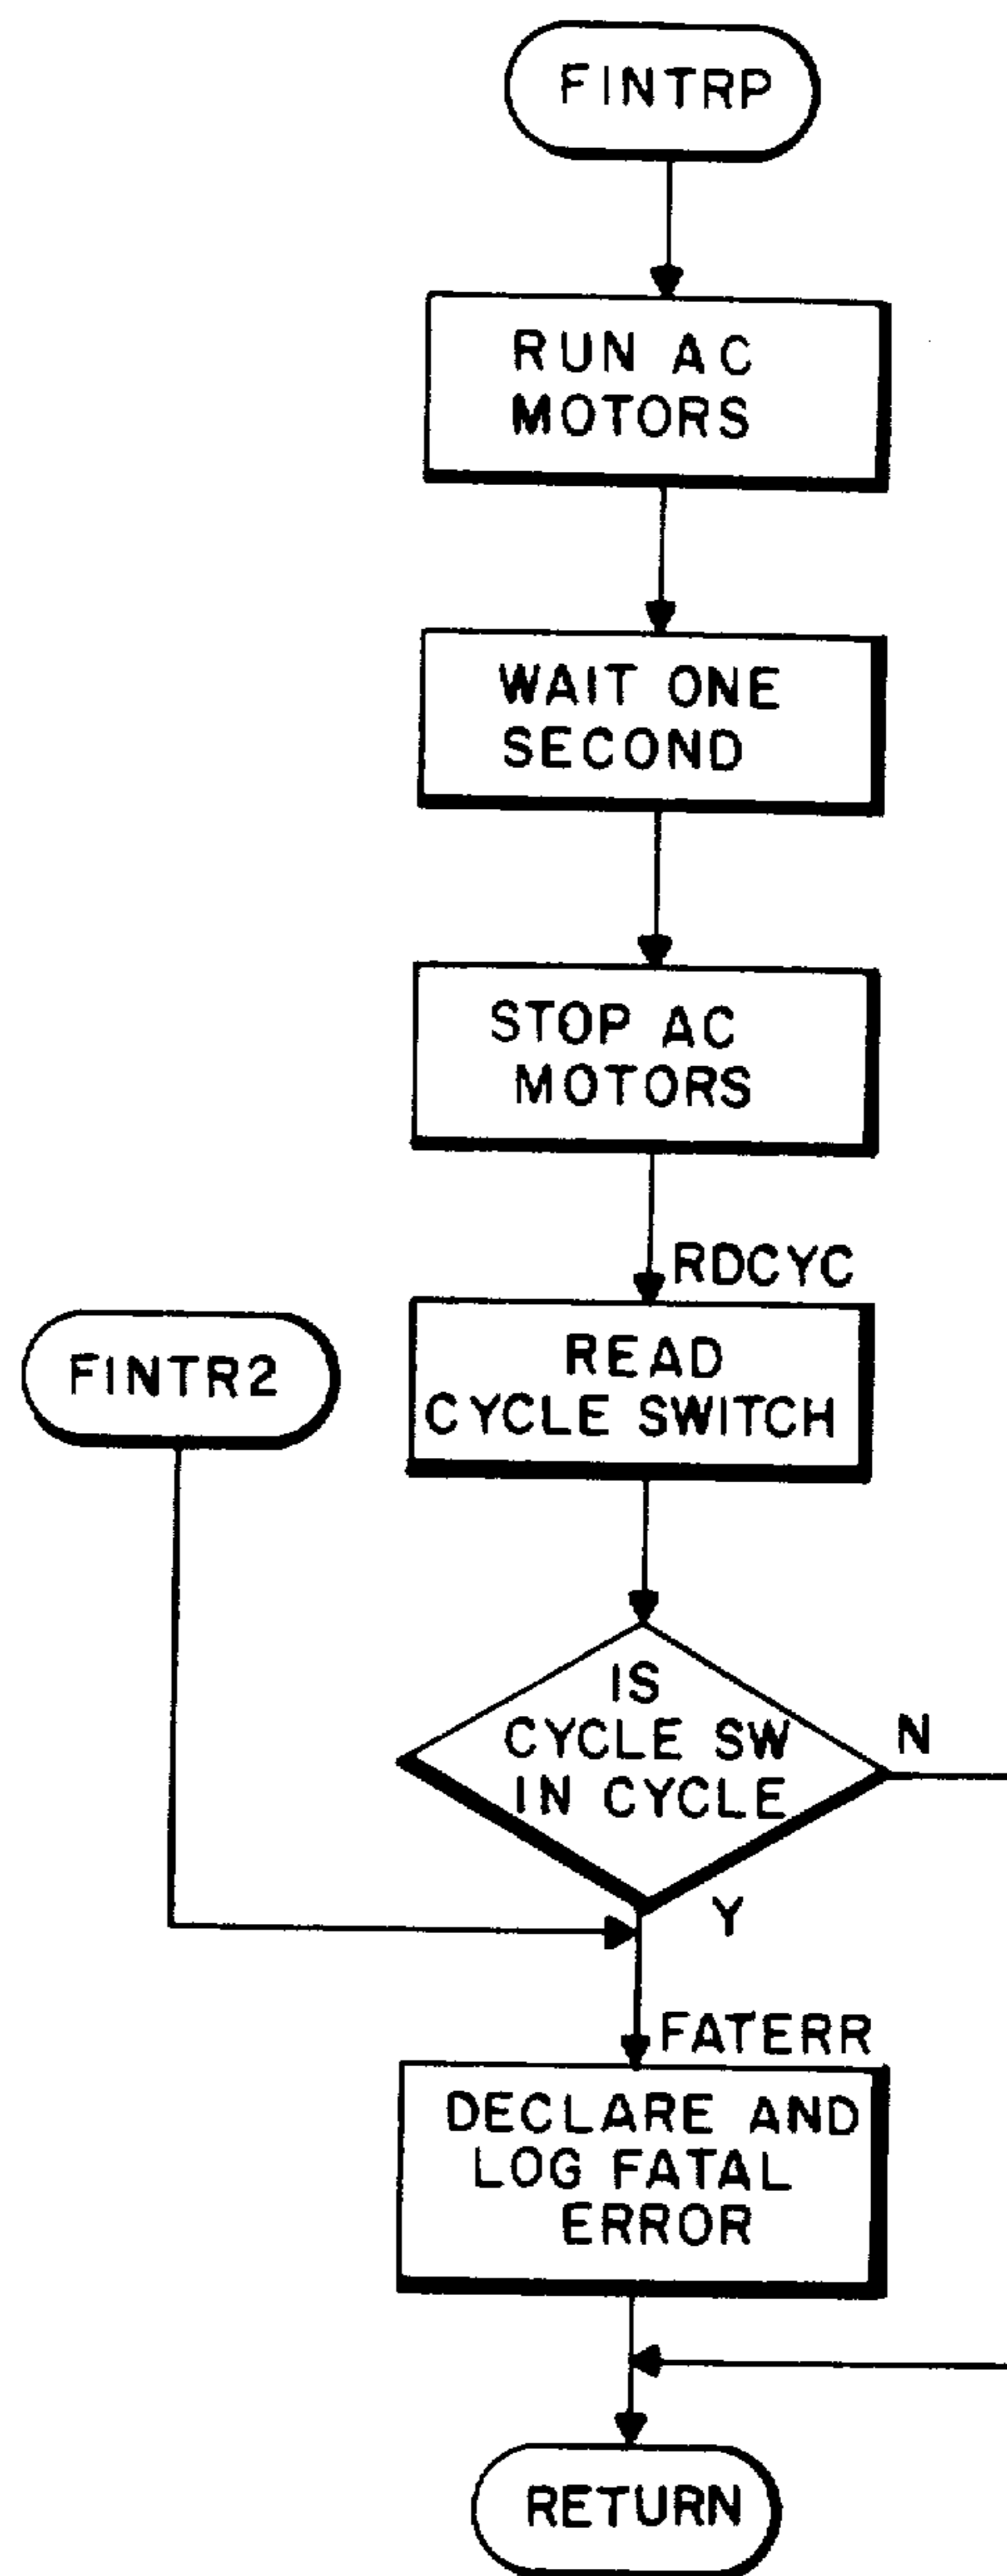 FINTRP
RUN AC
MOTORS
WAIT ONE
SECOND
STOP AC
MOTORS
RDCYC
READ
CYCLE SWITCH
FINTR2
IS
CYCLE SW
IN CYCLE
N
Y
FATERR
DECLARE AND
LOG FATAL
ERROR
RETURN